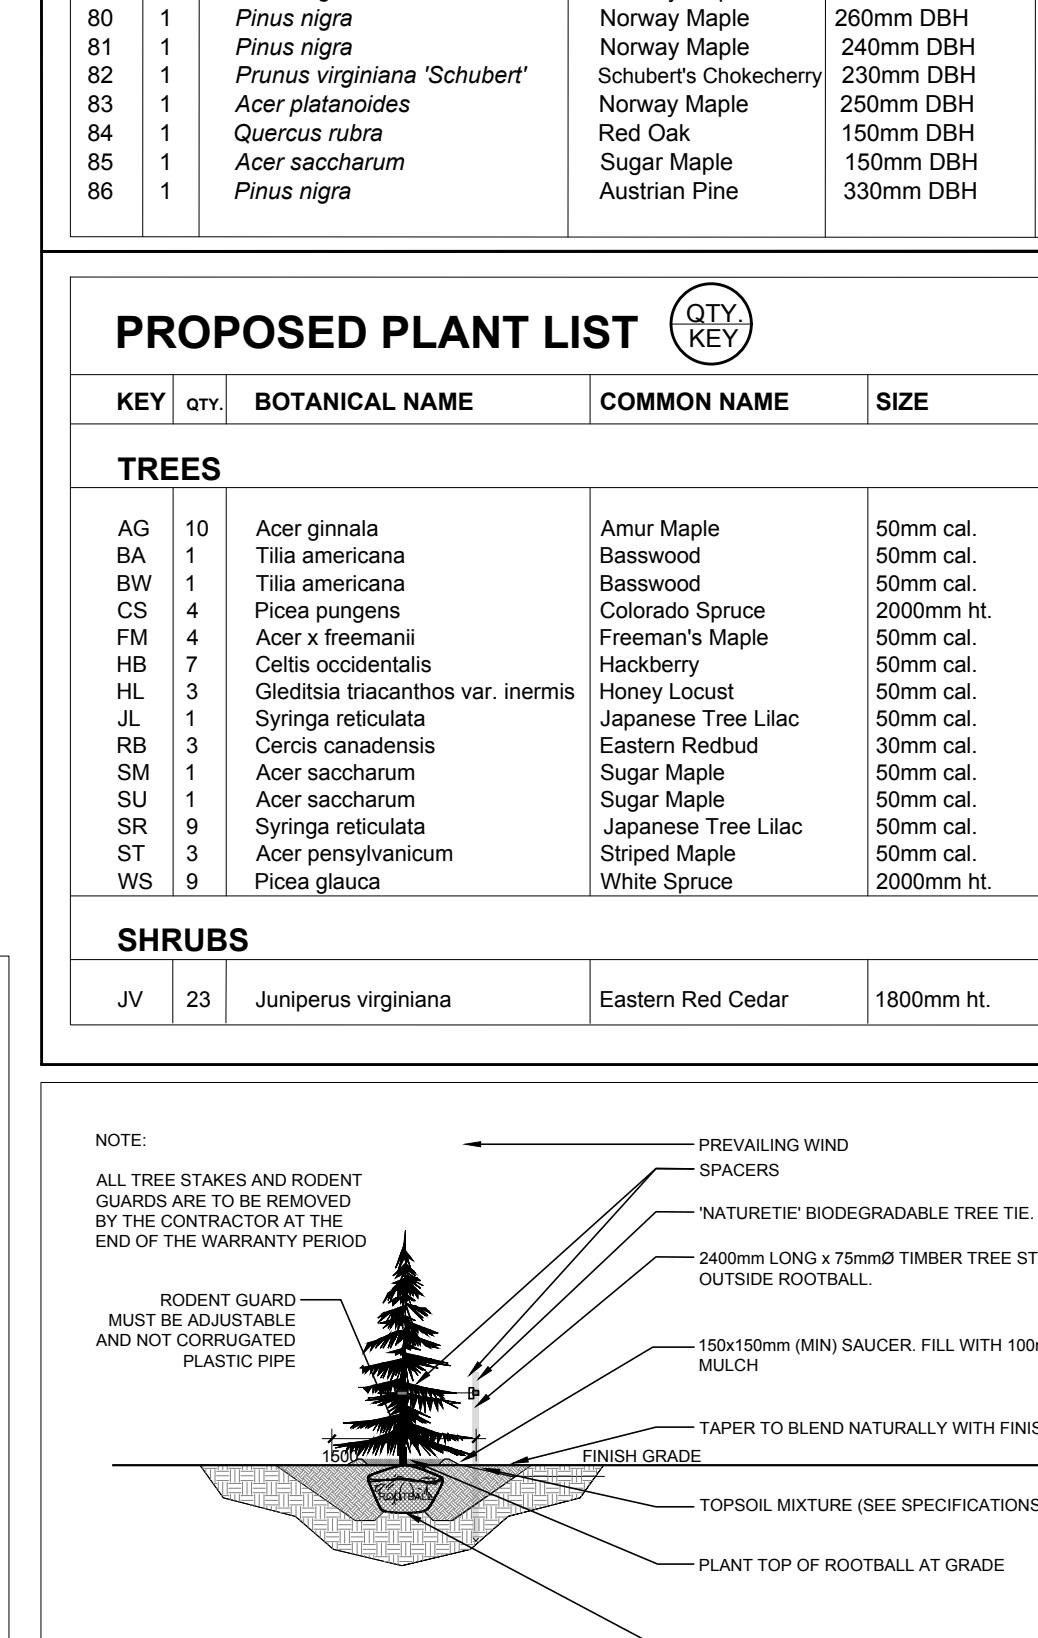 80 1 Pinus nigra Norway Maple 260mm DBH
81 1 Pinus nigra Norway Maple 240mm DBH
82 1 Prunus virginiana 'Schubert' Schubert's Chokecherry 230mm DBH
83 1 Acer platanoides Norway Maple 250mm DBH
84 1 Quercus rubra Red Oak 150mm DBH
85 1 Acer saccharum Sugar Maple 150mm DBH
86 1 Pinus nigra Austrian Pine 330mm DBH
PROPOSED PLANT LIST
QTY.
KEY
KEY QTY. BOTANICAL NAME COMMON NAME SIZE
TREES
AG 10 Acer ginnala Amur Maple 50mm cal.
BA 1 Tilia americana Basswood 50mm cal.
BW 1 Tilia americana Basswood 50mm cal.
CS 4 Picea pungens Colorado Spruce 2000mm ht.
FM 4 Acer x freemanii Freeman's Maple 50mm cal.
HB 7 Celtis occidentalis Hackberry 50mm cal.
HL 3 Gleditsia triacanthos var. inermis Honey Locust 50mm cal.
JL 1 Syringa reticulata Japanese Tree Lilac 50mm cal.
RB 3 Cercis canadensis Eastern Redbud 30mm cal.
SM 1 Acer saccharum Sugar Maple 50mm cal.
SU 1 Acer saccharum Sugar Maple 50mm cal.
SR 9 Syringa reticulata Japanese Tree Lilac 50mm cal.
ST 3 Acer pensylvanicum Striped Maple 50mm cal.
WS 9 Picea glauca White Spruce 2000mm ht.
SHRUBS
JV 23 Juniperus virginiana Eastern Red Cedar 1800mm ht.
NOTE:
ALL TREE STAKES AND RODENT
GUARDS ARE TO BE REMOVED
BY THE CONTRACTOR AT THE
END OF THE WARRANTY PERIOD
RODENT GUARD
MUST BE ADJUSTABLE
AND NOT CORRUGATED
PLASTIC PIPE
PREVAILING WIND
SPACERS
'NATURETIE' BIODEGRADABLE TREE TIE.
2400mm LONG x 75mmØ TIMBER TREE ST
OUTSIDE ROOTBALL.
150x150mm (MIN) SAUCER. FILL WITH 100
MULCH
TAPER TO BLEND NATURALLY WITH FINIS
1500
FINISH GRADE
ROOTBALL
TOPSOIL MIXTURE (SEE SPECIFICATIONS
PLANT TOP OF ROOTBALL AT GRADE